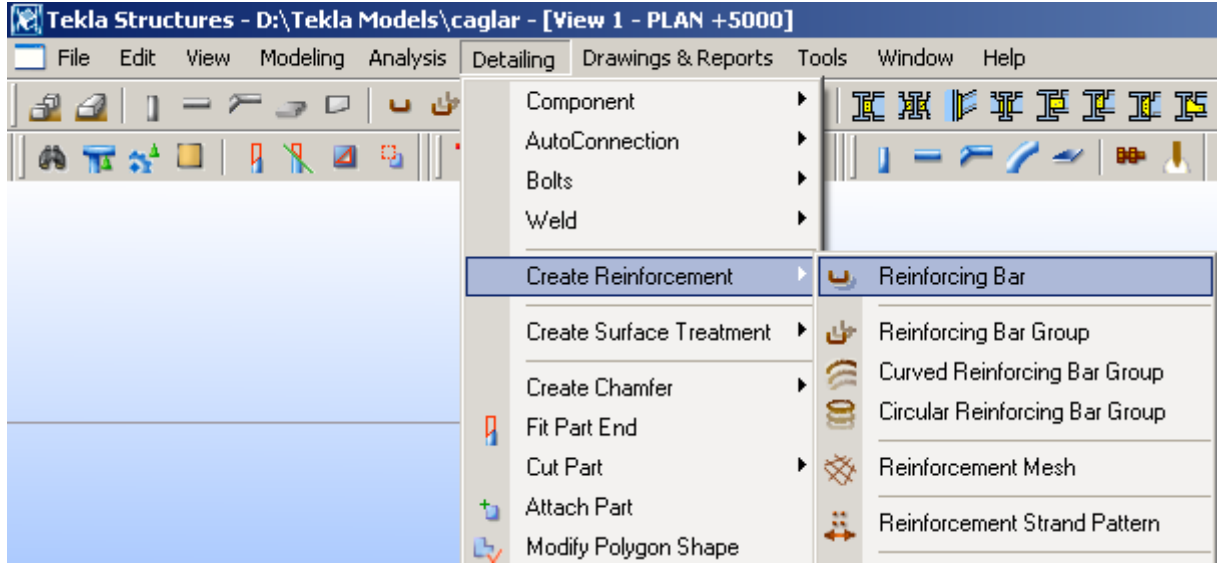 Tekla Structures - D:\Tekla Models\caglar - [View 1 - PLAN +5000]
File Edit View Modeling Analysis Detailing Drawings & Reports Tools Window Help
Component
AutoConnection
Bolts
Weld
Create Reinforcement
Create Surface Treatment
Create Chamfer
Fit Part End
Cut Part
Attach Part
Modify Polygon Shape
Reinforcing Bar
Reinforcing Bar Group
Curved Reinforcing Bar Group
Circular Reinforcing Bar Group
Reinforcement Mesh
Reinforcement Strand Pattern